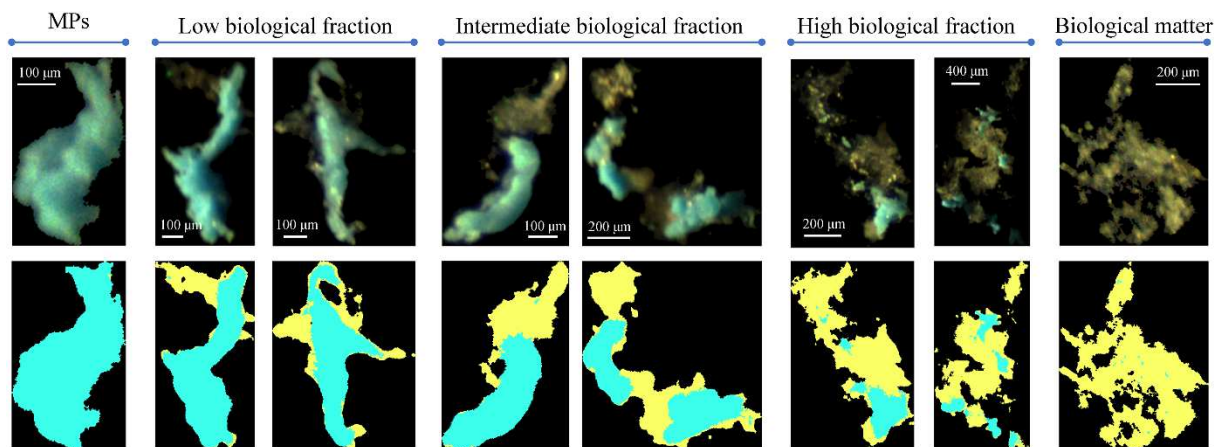 MPs
Low biological fraction
Intermediate biological fraction
High biological fraction
Biological matter
100 μm
100 μm
100 μm
100 μm
200 μm
200 μm
400 μm
200 μm